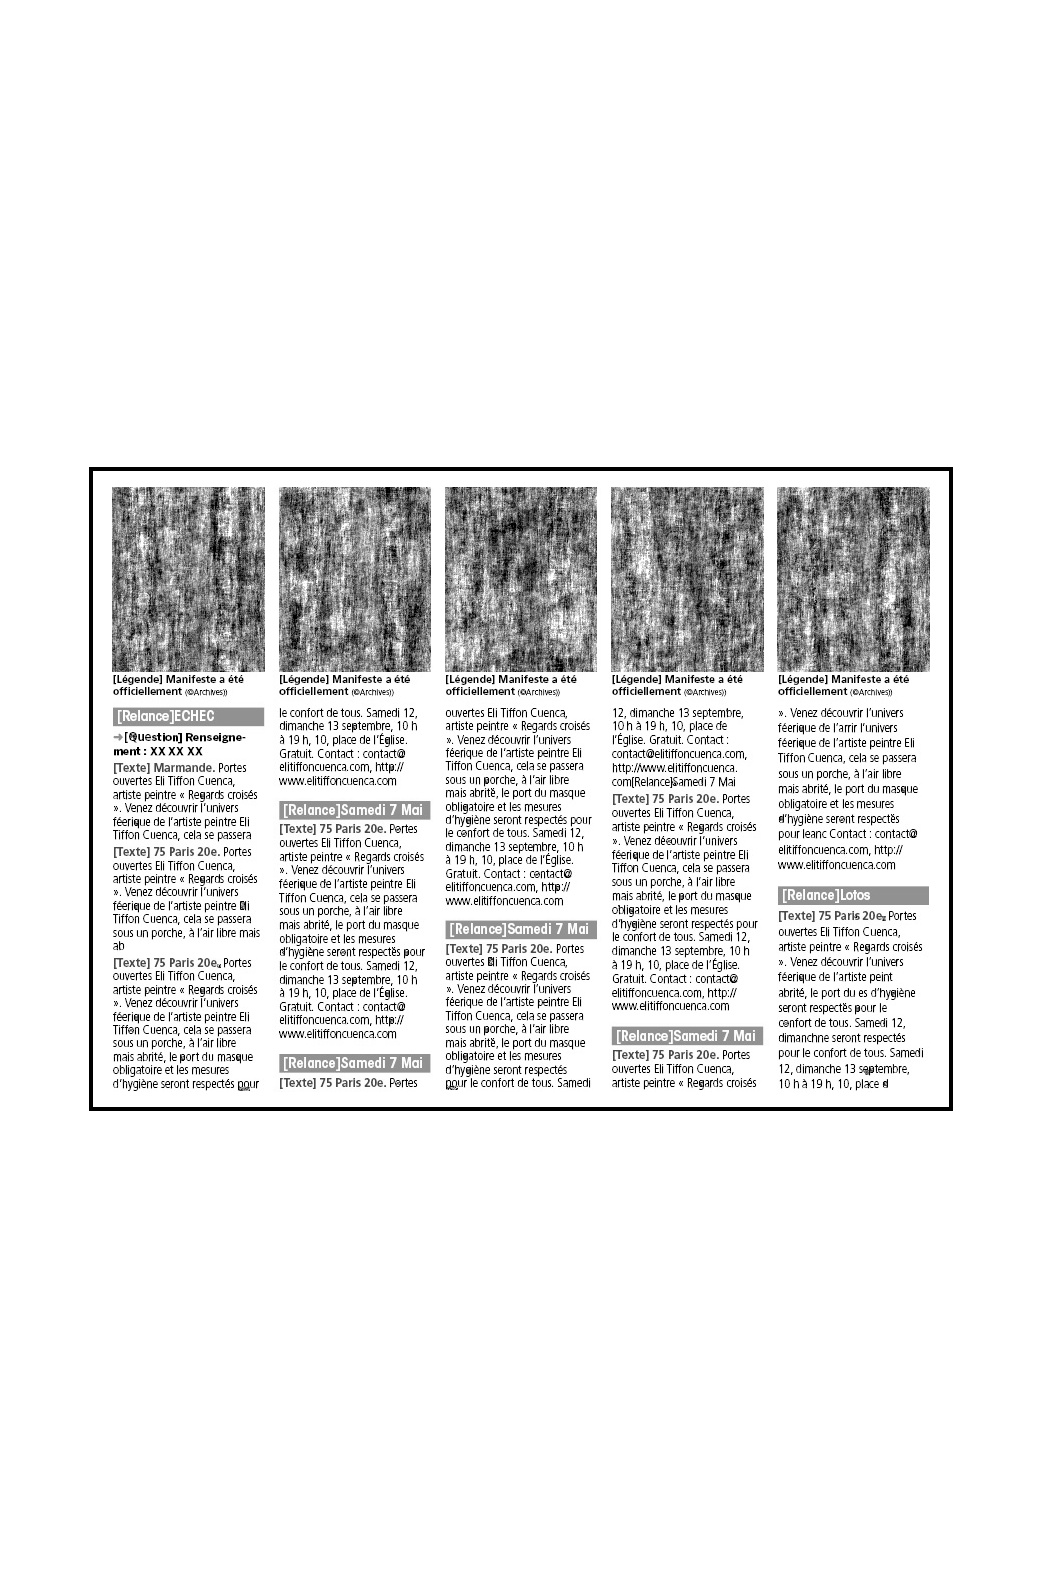 [Légende] Manifeste a été
officiellement (©Archives))
[Relance]ECHEC
➔[Question] Renseigne-
ment : XX XX XX
[Texte] Marmande. Portes
ouvertes Eli Tiffon Cuenca,
artiste peintre « Regards croisés
». Venez découvrir l’univers
féerique de l’artiste peintre Eli
Tiffon Cuenca, cela se passera
[Texte] 75 Paris 20e. Portes
ouvertes Eli Tiffon Cuenca,
artiste peintre « Regards croisés
». Venez découvrir l’univers
féerique de l’artiste peintre Eli
Tiffon Cuenca, cela se passera
sous un porche, à l’air libre mais
ab
[Texte] 75 Paris 20e. Portes
ouvertes Eli Tiffon Cuenca,
artiste peintre « Regards croisés
». Venez découvrir l’univers
féerique de l’artiste peintre Eli
Tiffon Cuenca, cela se passera
sous un porche, à l’air libre
mais abrité, le port du masque
obligatoire et les mesures
d’hygiène seront respectés pour
[Légende] Manifeste a été
officiellement (©Archives))
le confort de tous. Samedi 12,
dimanche 13 septembre, 10 h
à 19 h, 10, place de l’Église.
Gratuit. Contact : contact@
elitiffoncuenca.com, http://
www.elitiffoncuenca.com
[Relance]Samedi 7 Mai
[Texte] 75 Paris 20e. Portes
ouvertes Eli Tiffon Cuenca,
artiste peintre « Regards croisés
». Venez découvrir l’univers
féerique de l’artiste peintre Eli
Tiffon Cuenca, cela se passera
sous un porche, à l’air libre
mais abrité, le port du masque
obligatoire et les mesures
d’hygiène seront respectés pour
le confort de tous. Samedi 12,
dimanche 13 septembre, 10 h
à 19 h, 10, place de l’Église.
Gratuit. Contact : contact@
elitiffoncuenca.com, http://
www.elitiffoncuenca.com
[Relance]Samedi 7 Mai
[Texte] 75 Paris 20e. Portes
[Légende] Manifeste a été
officiellement (©Archives))
ouvertes Eli Tiffon Cuenca,
artiste peintre « Regards croisés
». Venez découvrir l’univers
féerique de l’artiste peintre Eli
Tiffon Cuenca, cela se passera
sous un porche, à l’air libre
mais abrité, le port du masque
obligatoire et les mesures
d’hygiène seront respectés pour
le confort de tous. Samedi 12,
dimanche 13 septembre, 10 h
à 19 h, 10, place de l’Église.
Gratuit. Contact : contact@
elitiffoncuenca.com, http://
www.elitiffoncuenca.com
[Relance]Samedi 7 Mai
[Texte] 75 Paris 20e. Portes
ouvertes Eli Tiffon Cuenca,
artiste peintre « Regards croisés
». Venez découvrir l’univers
féerique de l’artiste peintre Eli
Tiffon Cuenca, cela se passera
sous un porche, à l’air libre
mais abrité, le port du masque
obligatoire et les mesures
d’hygiène seront respectés
pour le confort de tous. Samedi
[Légende] Manifeste a été
officiellement (©Archives))
12, dimanche 13 septembre,
10 h à 19 h, 10, place de
l’Église. Gratuit. Contact :
contact@elitiffoncuenca.com,
http://www.elitiffoncuenca.
com[Relance]Samedi 7 Mai
[Texte] 75 Paris 20e. Portes
ouvertes Eli Tiffon Cuenca,
artiste peintre « Regards croisés
». Venez découvrir l’univers
féerique de l’artiste peintre Eli
Tiffon Cuenca, cela se passera
sous un porche, à l’air libre
mais abrité, le port du masque
obligatoire et les mesures
d’hygiène seront respectés pour
le confort de tous. Samedi 12,
dimanche 13 septembre, 10 h
à 19 h, 10, place de l’Église.
Gratuit. Contact : contact@
elitiffoncuenca.com, http://
www.elitiffoncuenca.com
[Relance]Samedi 7 Mai
[Texte] 75 Paris 20e. Portes
ouvertes Eli Tiffon Cuenca,
artiste peintre « Regards croisés
[Légende] Manifeste a été
officiellement (©Archives))
». Venez découvrir l’univers
féerique de l’arrir l’univers
féerique de l’artiste peintre Eli
Tiffon Cuenca, cela se passera
sous un porche, à l’air libre
mais abrité, le port du masque
obligatoire et les mesures
d’hygiène seront respectés
pour leanc Contact : contact@
elitiffoncuenca.com, http://
www.elitiffoncuenca.com
[Relance]Lotos
[Texte] 75 Paris 20e. Portes
ouvertes Eli Tiffon Cuenca,
artiste peintre « Regards croisés
». Venez découvrir l’univers
féerique de l’artiste peint
abrité, le port du es d’hygiène
seront respectés pour le
confort de tous. Samedi 12,
dimanchne seront respectés
pour le confort de tous. Samedi
12, dimanche 13 septembre,
10 h à 19 h, 10, place d